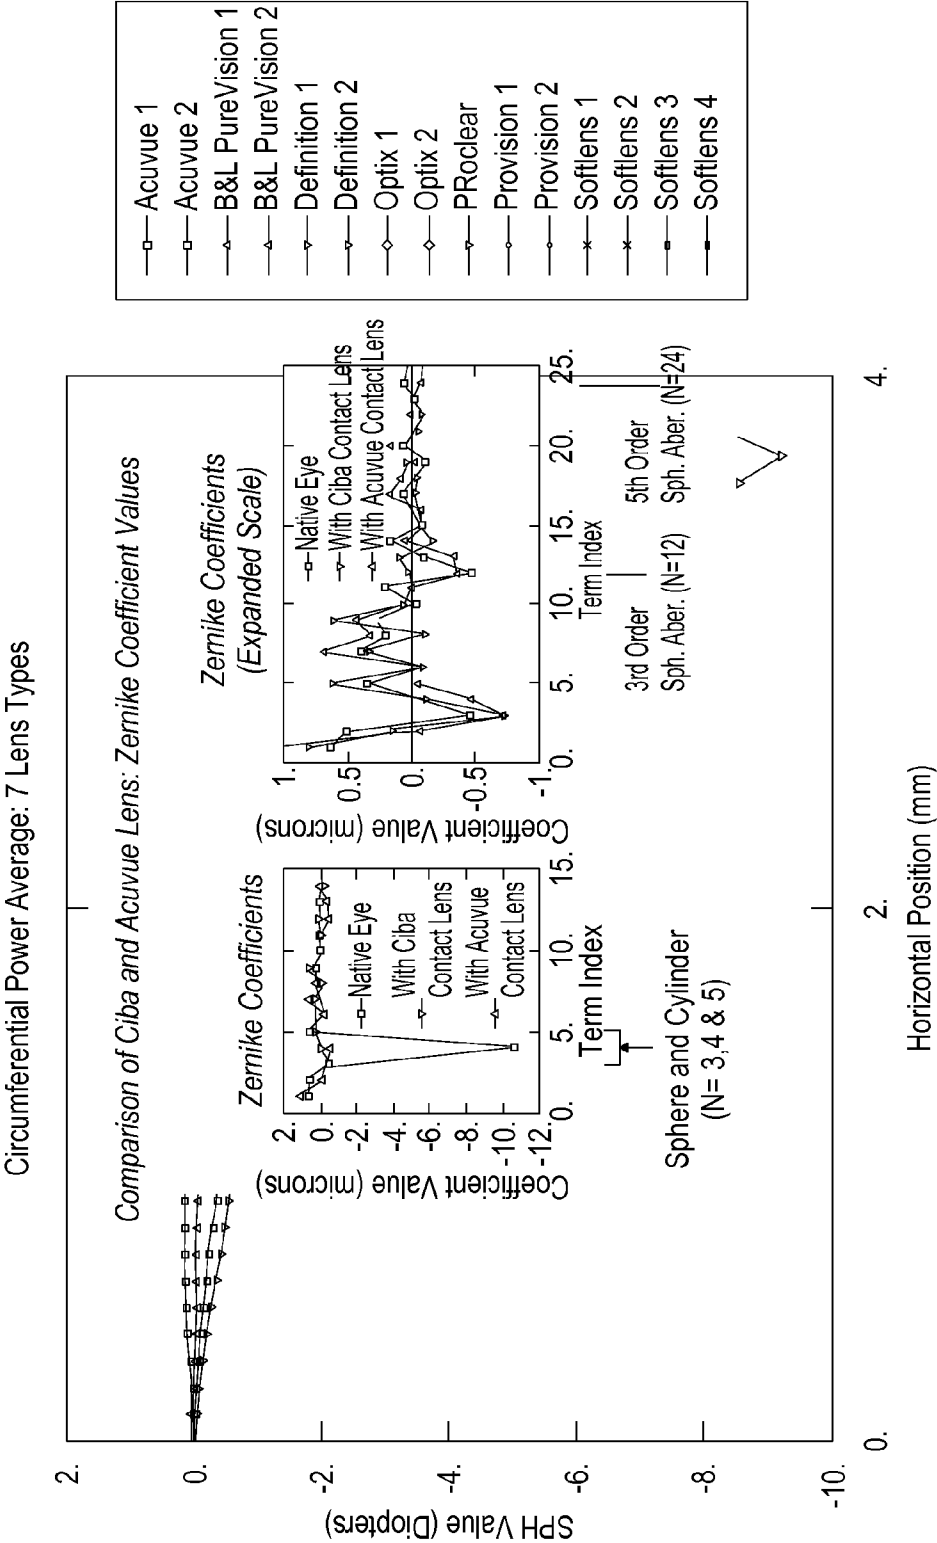 Circumferential Power Average: 7 Lens Types
Comparison of Ciba and Acuvue Lens: Zernike Coefficient Values
2.
0.
-2.
-4.
-6.
-8.
-10.
SPH Value (Diopters)
0.
2.
4.
Horizontal Position (mm)
Zernike Coefficients
2.
0.
-2.
-4.
-6.
-8.
-10.
-12.
Coefficient Value (microns)
0.
5.
10.
15.
Native Eye
With Ciba
Contact Lens
With Acuvue
Contact Lens
Term Index
Sphere and Cylinder
(N= 3,4 & 5)
Zernike Coefficients
(Expanded Scale)
1.
0.5
0.
-0.5
-1.
Coefficient Value (microns)
0.
5.
10.
15.
20.
25.
Native Eye
With Ciba Contact Lens
With Acuvue Contact Lens
Term Index
3rd Order
Sph. Aber. (N=12)
5th Order
Sph. Aber. (N=24)
Acuvue 1
Acuvue 2
B&L PureVision 1
B&L PureVision 2
Definition 1
Definition 2
Optix 1
Optix 2
PRoclear
Provision 1
Provision 2
Softlens 1
Softlens 2
Softlens 3
Softlens 4